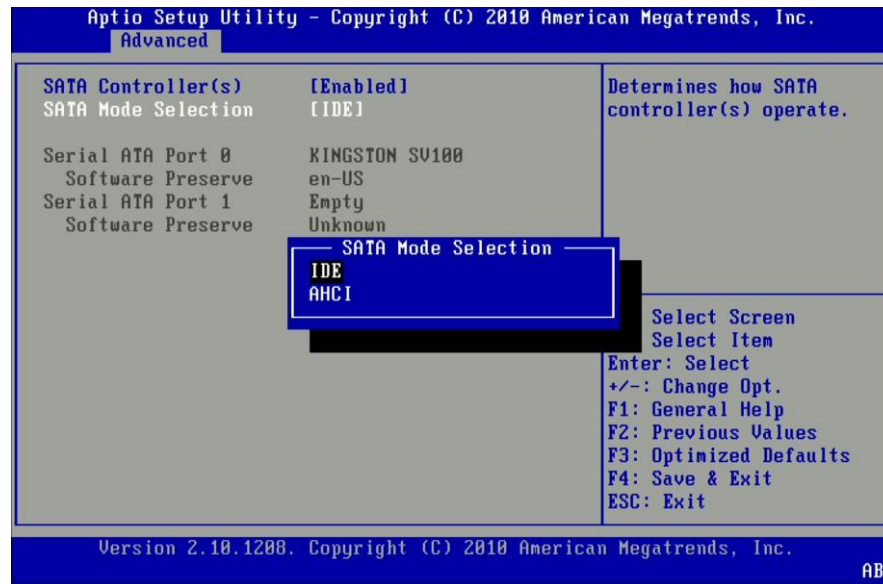 Aptio Setup Utility - Copyright (C) 2010 American Megatrends, Inc.
Advanced
SATA Controller(s) [Enabled]
SATA Mode Selection [IDE]
Serial ATA Port 0 KINGSTON SV100
Software Preserve en-US
Serial ATA Port 1 Empty
Software Preserve Unknown
SATA Mode Selection
IDE
AHCI
Determines how SATA
controller(s) operate.
Select Screen
Select Item
Enter: Select
+/-: Change Opt.
F1: General Help
F2: Previous Values
F3: Optimized Defaults
F4: Save & Exit
ESC: Exit
Version 2.10.1208. Copyright (C) 2010 American Megatrends, Inc.
AB